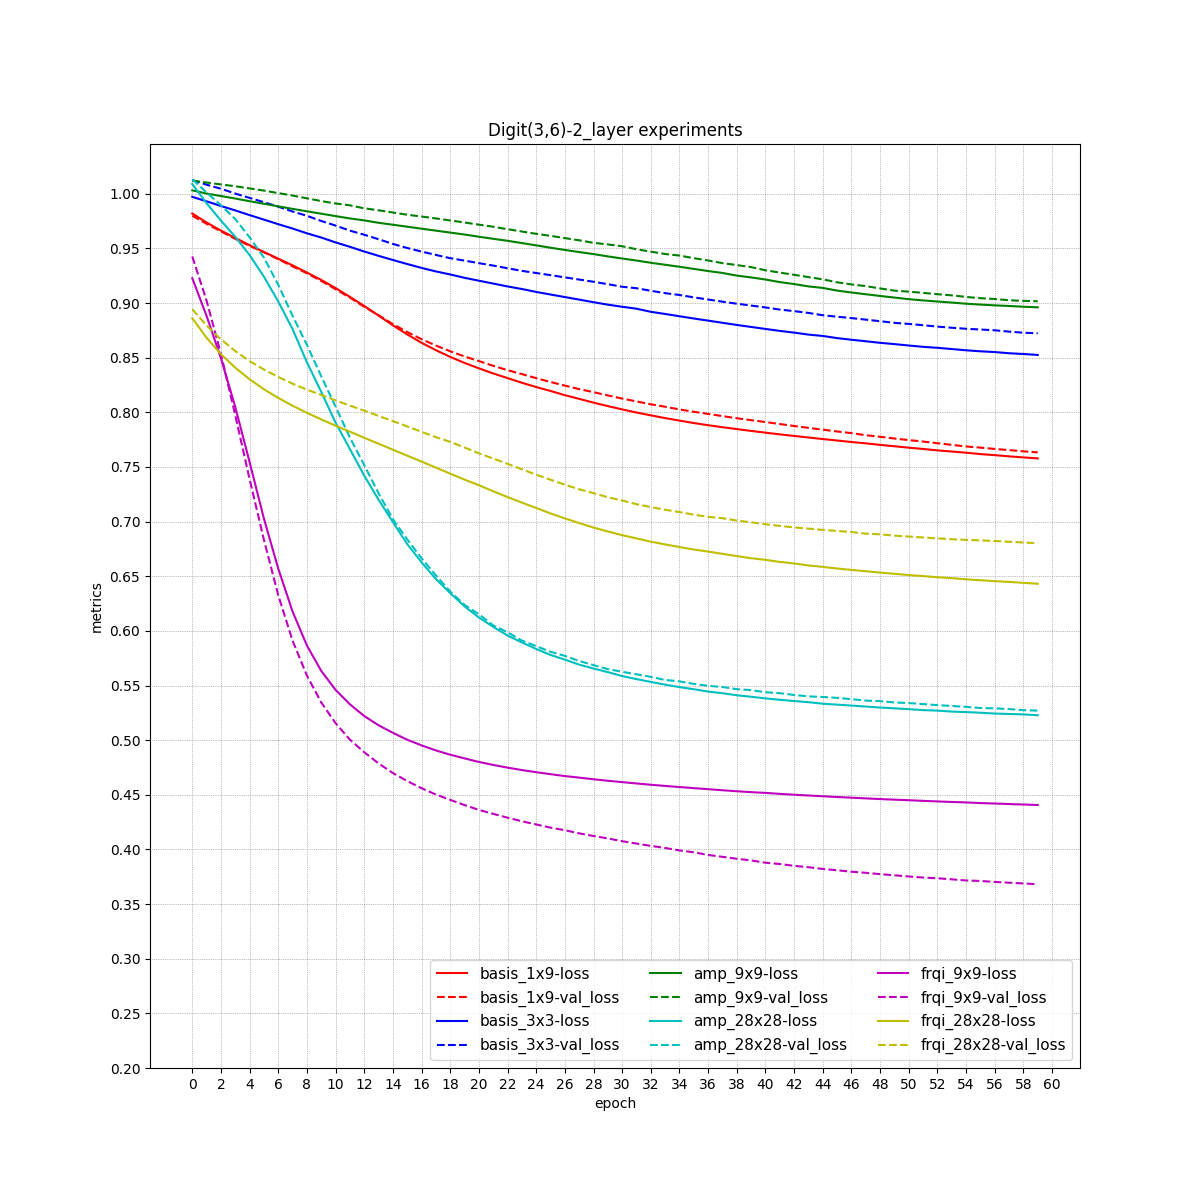 Digit(3,6)-2_layer experiments
metrics
1.00
0.95
0.90
0.85
0.80
0.75
0.70
0.65
0.60
0.55
0.50
0.45
0.40
0.35
0.30
0.25
0.20
basis_1x9-loss amp_9x9-loss frqi_9x9-loss
basis_1x9-val_loss amp_9x9-val_loss frqi_9x9-val_loss
basis_3x3-loss amp_28x28-loss frqi_28x28-loss
basis_3x3-val_loss amp_28x28-val_loss frqi_28x28-val_loss
0 2 4 6 8 10 12 14 16 18 20 22 24 26 28 30 32 34 36 38 40 42 44 46 48 50 52 54 56 58 60
epoch